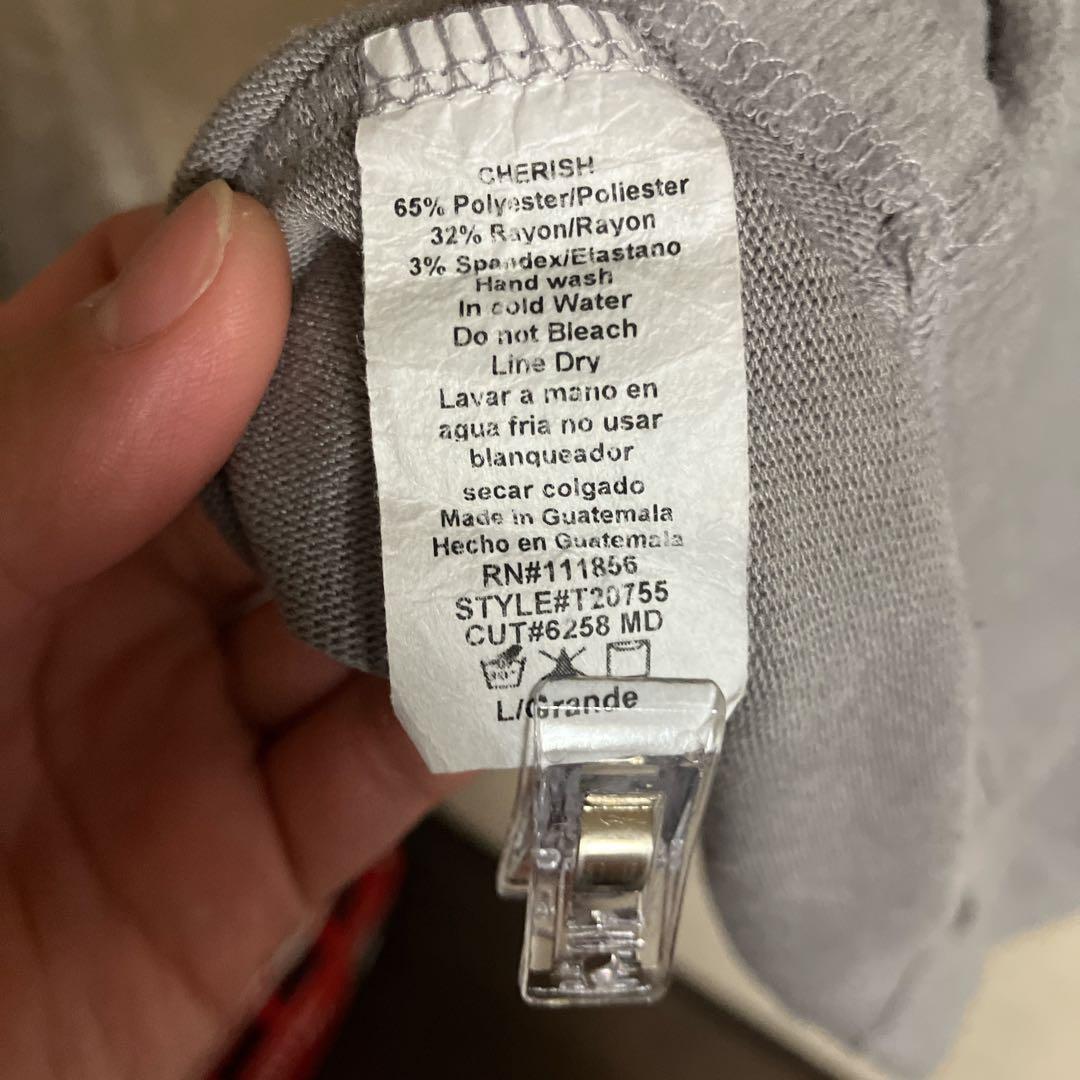 CHERISH
65% Polyester/Poliester
32% Rayon/Rayon
3% Spandex/Elastano
Hand wash
In cold Water
Do not Bleach
Line Dry
Lavar a mano en
agua fria no usar
blanqueador
secar colgado
Made in Guatemala
Hecho en Guatemala
RN#111856
STYLE#T20755
CUT#6258 MD
L/Grande